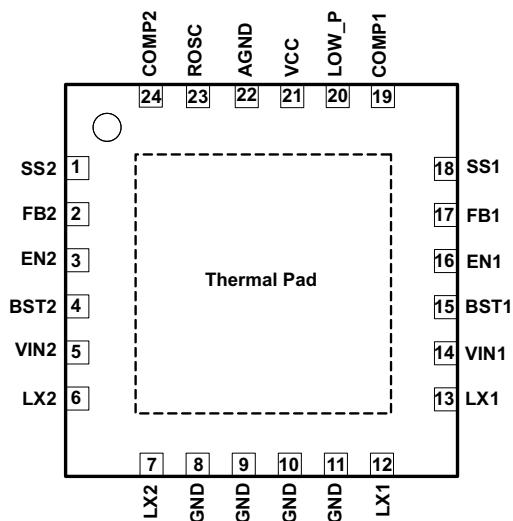 COMP2 ROSC AGND VCC LOW_P COMP1
24 23 22 21 20 19
SS2 1 18 SS1
FB2 2 17 FB1
EN2 3 16 EN1
Thermal Pad
BST2 4 15 BST1
VIN2 5 14 VIN1
LX2 6 13 LX1
7 8 9 10 11 12
LX2 GND GND GND GND LX1